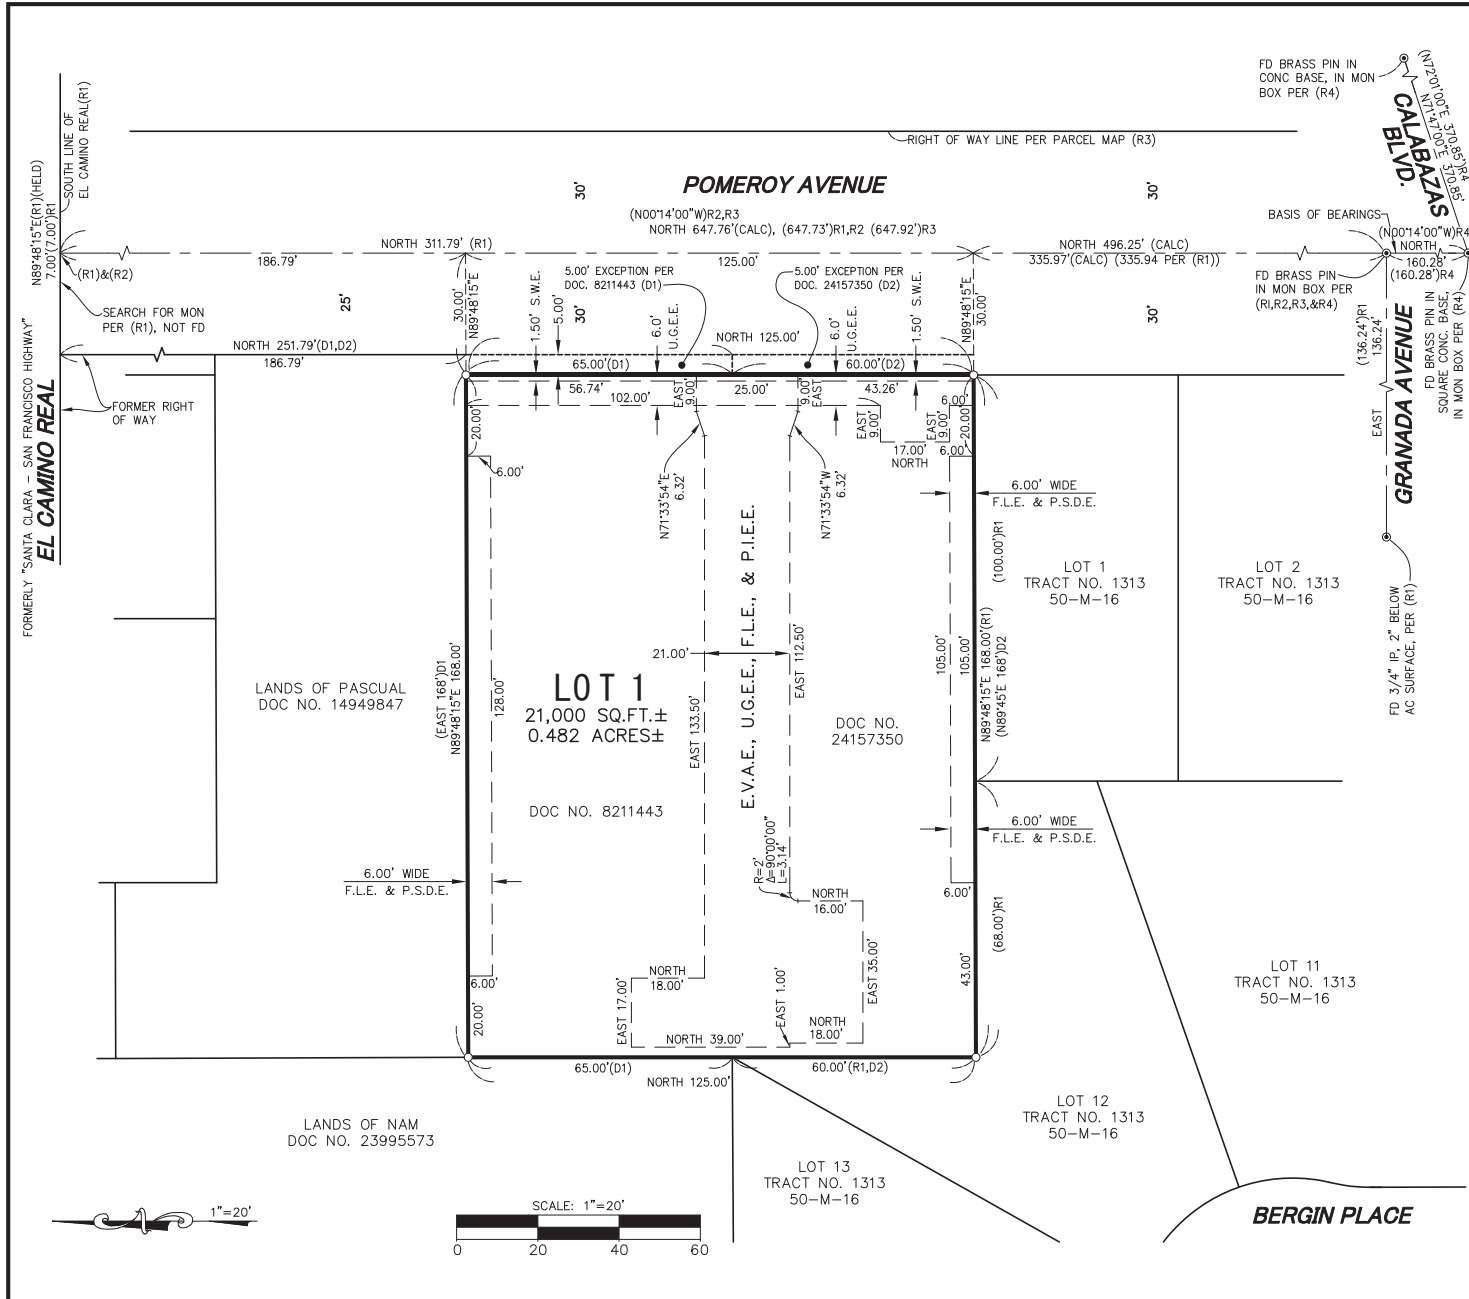 FD BRASS PIN IN
CONC BASE, IN MON
BOX PER (R4)
(N72°01'00"E 370.85')R4
N71°47'00"E 370.85'
CALABAZAS
BLVD.
SOUTH LINE OF
EL CAMINO REAL(R1)
N89°48'15"E(R1)(HELD)
7.00'(7.00')R1
RIGHT OF WAY LINE PER PARCEL MAP (R3)
30'
POMEROY AVENUE
30'
(N00°14'00"W)R2,R3
NORTH 647.76'(CALC), (647.73')R1,R2 (647.92')R3
BASIS OF BEARINGS
(N00°14'00"W)R4
NORTH
160.28'
(160.28')R4
NORTH 311.79' (R1)
186.79'
125.00'
NORTH 496.25' (CALC)
335.97'(CALC) (335.94 PER (R1))
(R1)&(R2)
SEARCH FOR MON
PER (R1), NOT FD
25'
30.00'
N89°48'15"E
1.50' S.W.E.
5.00'
30'
5.00' EXCEPTION PER
DOC. 8211443 (D1)
6.0'
U.G.E.E.
5.00' EXCEPTION PER
DOC. 24157350 (D2)
6.0'
U.G.E.E.
1.50' S.W.E.
N89°48'15"E
30.00'
30'
FD BRASS PIN
IN MON BOX PER
(R1,R2,R3,&R4)
FD BRASS PIN IN
SQUARE CONC. BASE,
IN MON BOX PER (R4)
(136.24')R1
136.24'
EAST
GRANADA AVENUE
NORTH 251.79'(D1,D2)
186.79'
NORTH 125.00'
65.00'(D1)
60.00'(D2)
FORMER RIGHT
OF WAY
FORMERLY "SANTA CLARA - SAN FRANCISCO HIGHWAY"
EL CAMINO REAL
56.74'
102.00'
EAST
9.00'
25.00'
9.00'
EAST
43.26'
6.00'
20.00'
EAST
9.00'
EAST
9.00'
20.00'
17.00'
NORTH
6.00'
6.00'
N71°33'54"E
6.32'
N71°33'54"W
6.32'
6.00' WIDE
F.L.E. & P.S.D.E.
(100.00')R1
LOT 1
TRACT NO. 1313
50-M-16
LOT 2
TRACT NO. 1313
50-M-16
FD 3/4" IP, 2" BELOW
AC SURFACE, PER (R1)
E.V.A.E., U.G.E.E., F.L.E., & P.I.E.E.
21.00'
EAST 112.50'
EAST 133.50'
105.00'
105.00'
N89°48'15"E 168.00'(R1)
(N89°45'E 168')D2
LANDS OF PASCUAL
DOC NO. 14949847
(EAST 168')D1
N89°48'15"E 168.00'
128.00'
LOT 1
21,000 SQ.FT.±
0.482 ACRES±
DOC NO.
24157350
DOC NO. 8211443
6.00' WIDE
F.L.E. & P.S.D.E.
6.00' WIDE
F.L.E. & P.S.D.E.
R=2'
Δ=90°00'00"
L=3.14'
NORTH
16.00'
6.00'
(68.00')R1
43.00'
6.00'
20.00'
NORTH
18.00'
EAST 17.00'
EAST 1.00'
EAST 35.00'
NORTH
18.00'
NORTH 39.00'
65.00'(D1)
60.00'(R1,D2)
NORTH 125.00'
LOT 11
TRACT NO. 1313
50-M-16
LANDS OF NAM
DOC NO. 23995573
LOT 12
TRACT NO. 1313
50-M-16
LOT 13
TRACT NO. 1313
50-M-16
1"=20'
SCALE: 1"=20'
0 20 40 60
BERGIN PLACE